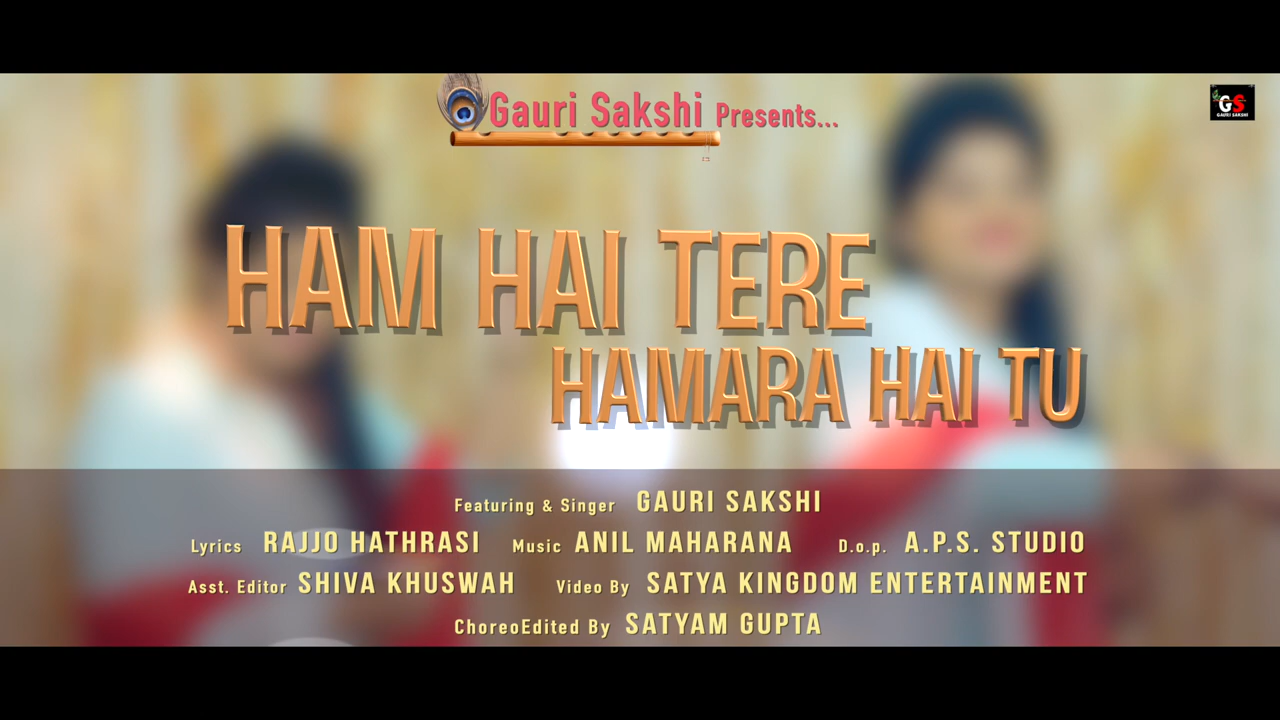 Gauri Sakshi Presents...
GS
GAURI SAKSHI
HAM HAI TERE
HAMARA HAI TU
Featuring & Singer GAURI SAKSHI
Lyrics RAJJO HATHRASI Music ANIL MAHARANA D.o.p. A.P.S. STUDIO
Asst. Editor SHIVA KHUSWAH Video By SATYA KINGDOM ENTERTAINMENT
ChoreoEdited By SATYAM GUPTA